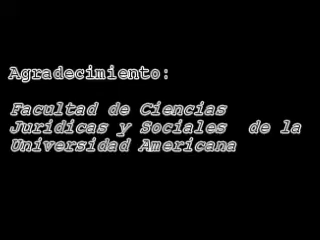 Agradecimiento:
Facultad de Ciencias
Juridicas y Sociales de la
Universidad Americana